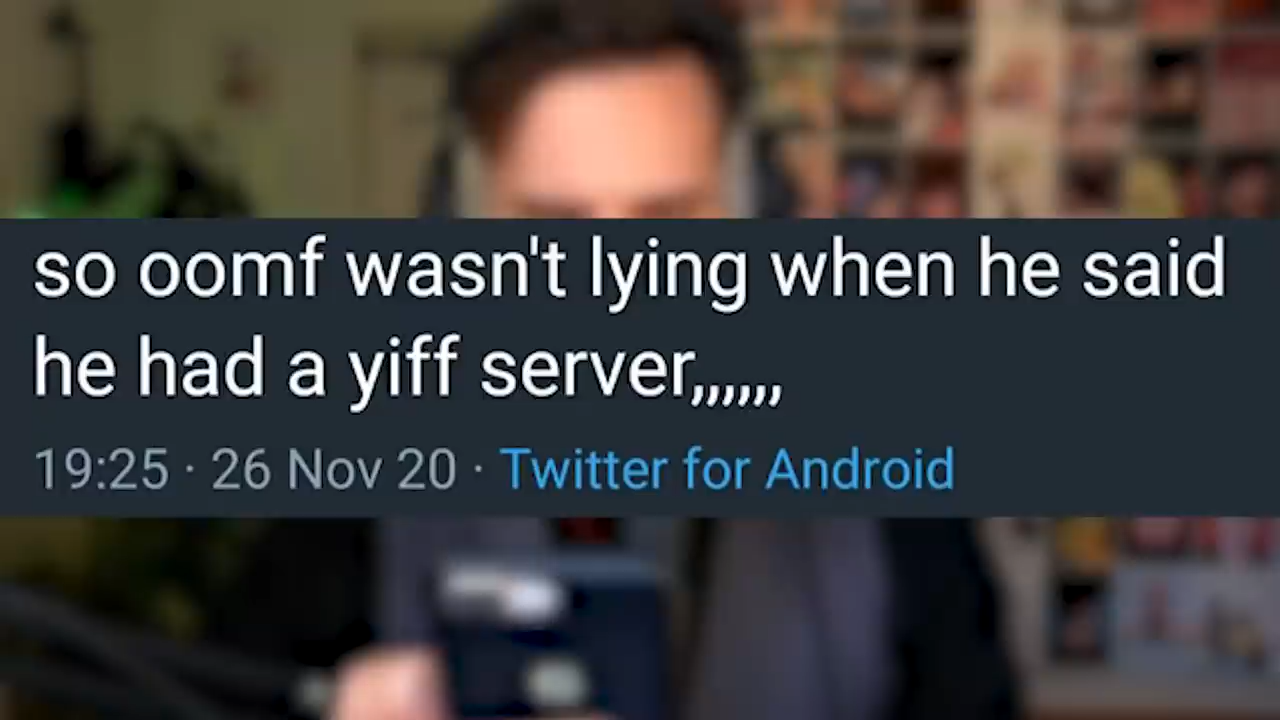 so oomf wasn't lying when he said
he had a yiff server,,,,,,
19:25 · 26 Nov 20 · Twitter for Android